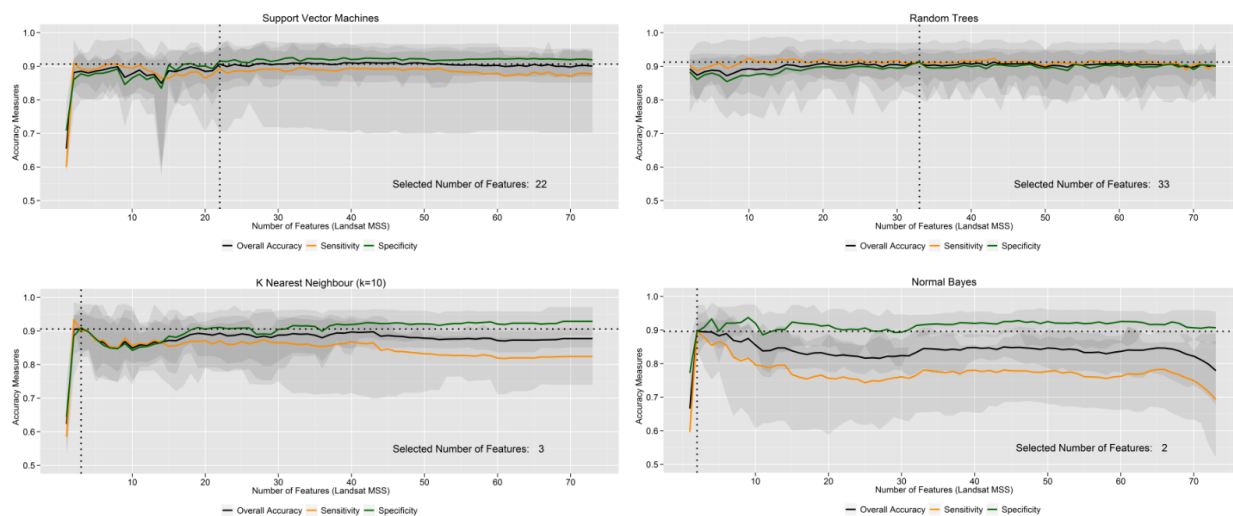 Support Vector Machines
1.0
0.9
0.8
0.7
0.6
0.5
Accuracy Measures
Selected Number of Features: 22
10 20 30 40 50 60 70
Number of Features (Landsat MSS)
Overall Accuracy Sensitivity Specificity
Random Trees
1.0
0.9
0.8
0.7
0.6
0.5
Accuracy Measures
Selected Number of Features: 33
10 20 30 40 50 60 70
Number of Features (Landsat MSS)
Overall Accuracy Sensitivity Specificity
K Nearest Neighbour (k=10)
1.0
0.9
0.8
0.7
0.6
0.5
Accuracy Measures
Selected Number of Features: 3
10 20 30 40 50 60 70
Number of Features (Landsat MSS)
Overall Accuracy Sensitivity Specificity
Normal Bayes
1.0
0.9
0.8
0.7
0.6
0.5
Accuracy Measures
Selected Number of Features: 2
10 20 30 40 50 60 70
Number of Features (Landsat MSS)
Overall Accuracy Sensitivity Specificity